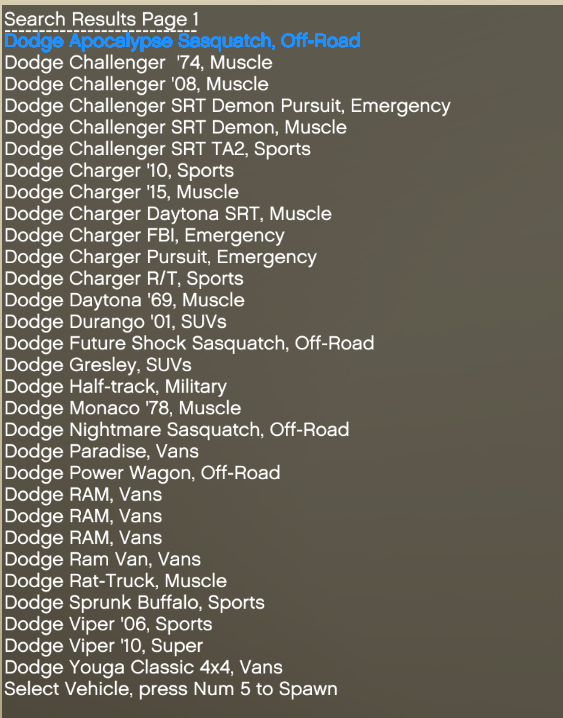 Search Results Page 1
Dodge Apocalypse Sasquatch, Off-Road
Dodge Challenger  '74, Muscle
Dodge Challenger '08, Muscle
Dodge Challenger SRT Demon Pursuit, Emergency
Dodge Challenger SRT Demon, Muscle
Dodge Challenger SRT TA2, Sports
Dodge Charger '10, Sports
Dodge Charger '15, Muscle
Dodge Charger Daytona SRT, Muscle
Dodge Charger FBI, Emergency
Dodge Charger Pursuit, Emergency
Dodge Charger R/T, Sports
Dodge Daytona '69, Muscle
Dodge Durango '01, SUVs
Dodge Future Shock Sasquatch, Off-Road
Dodge Gresley, SUVs
Dodge Half-track, Military
Dodge Monaco '78, Muscle
Dodge Nightmare Sasquatch, Off-Road
Dodge Paradise, Vans
Dodge Power Wagon, Off-Road
Dodge RAM, Vans
Dodge RAM, Vans
Dodge RAM, Vans
Dodge Ram Van, Vans
Dodge Rat-Truck, Muscle
Dodge Sprunk Buffalo, Sports
Dodge Viper '06, Sports
Dodge Viper '10, Super
Dodge Youga Classic 4x4, Vans
Select Vehicle, press Num 5 to Spawn